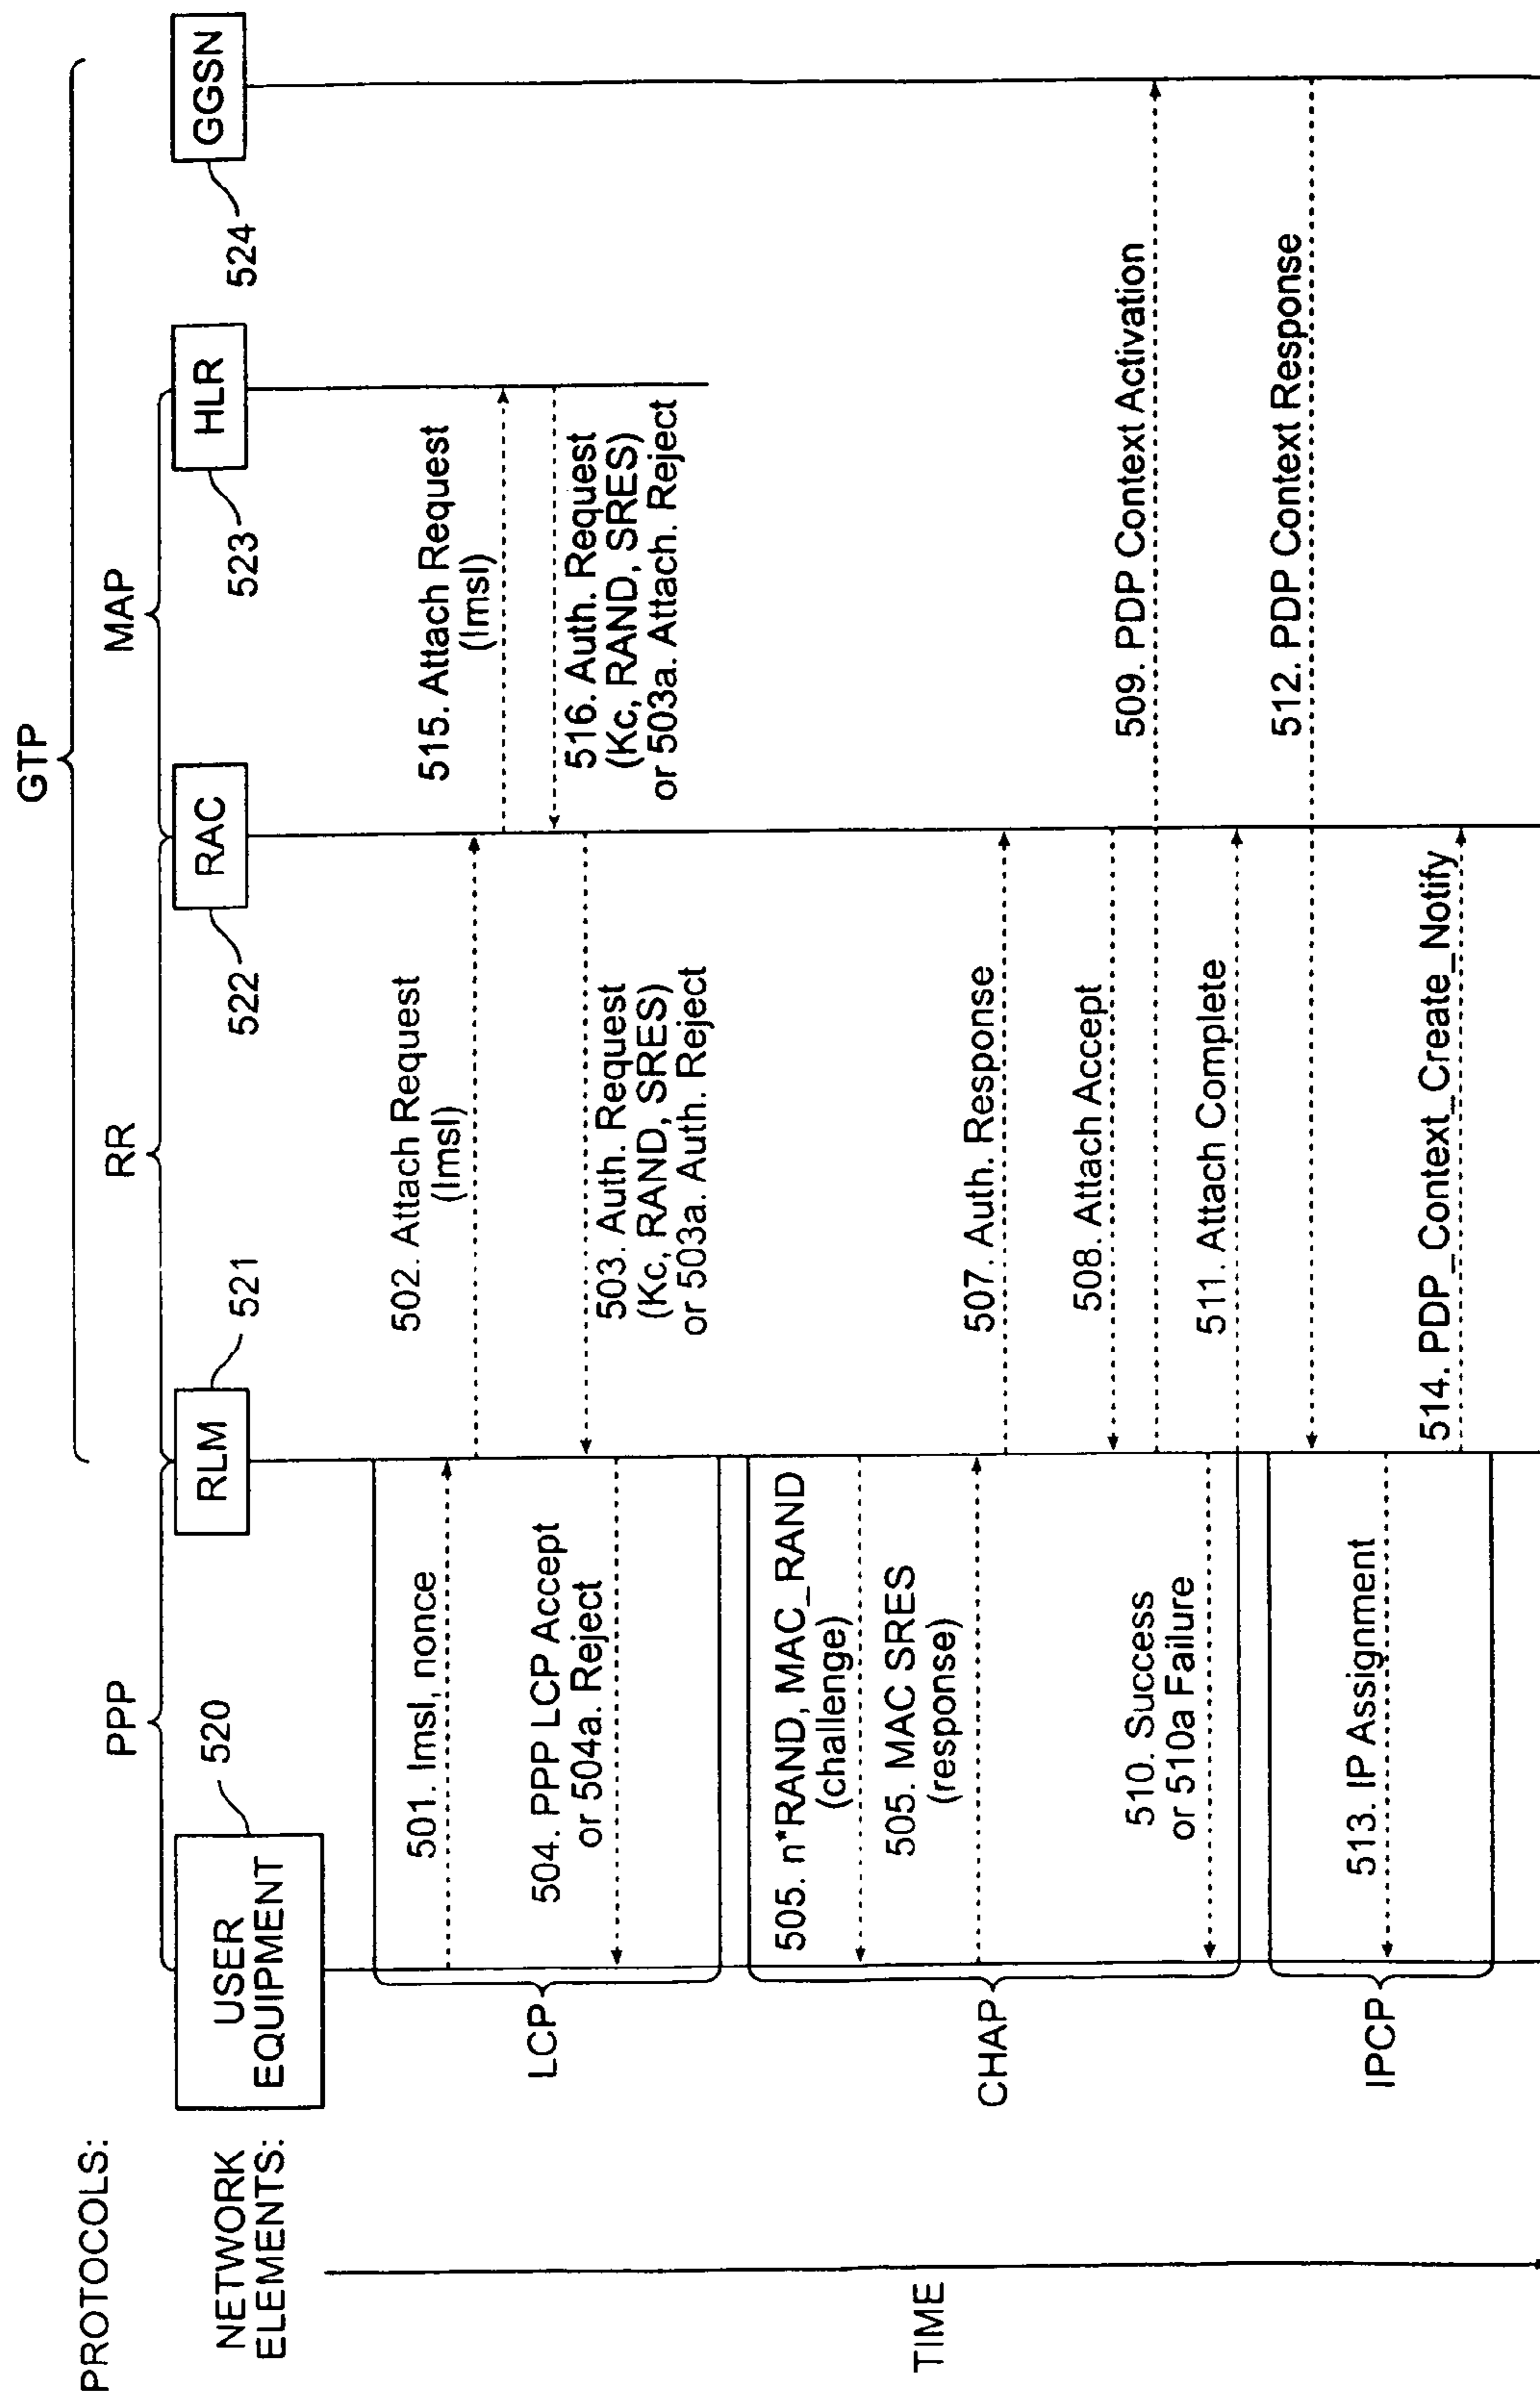 PROTOCOLS:
GTP
PPP
RR
MAP
NETWORK
ELEMENTS:
USER
EQUIPMENT
520
RLM
521
RAC
522
HLR
523
GGSN
524
TIME
LCP
501. Imsl, nonce
502. Attach Request
(Imsl)
515. Attach Request
(Imsl)
516. Auth. Request
(Kc, RAND, SRES)
or 503a. Attach. Reject
503. Auth. Request
(Kc, RAND, SRES)
or 503a. Auth. Reject
504. PPP LCP Accept
or 504a. Reject
CHAP
505. n*RAND, MAC_RAND
(challenge)
505. MAC SRES
(response)
507. Auth. Response
508. Attach Accept
509. PDP Context Activation
510. Success
or 510a Failure
511. Attach Complete
IPCP
512. PDP Context Response
513. IP Assignment
514. PDP_Context_Create_Notify